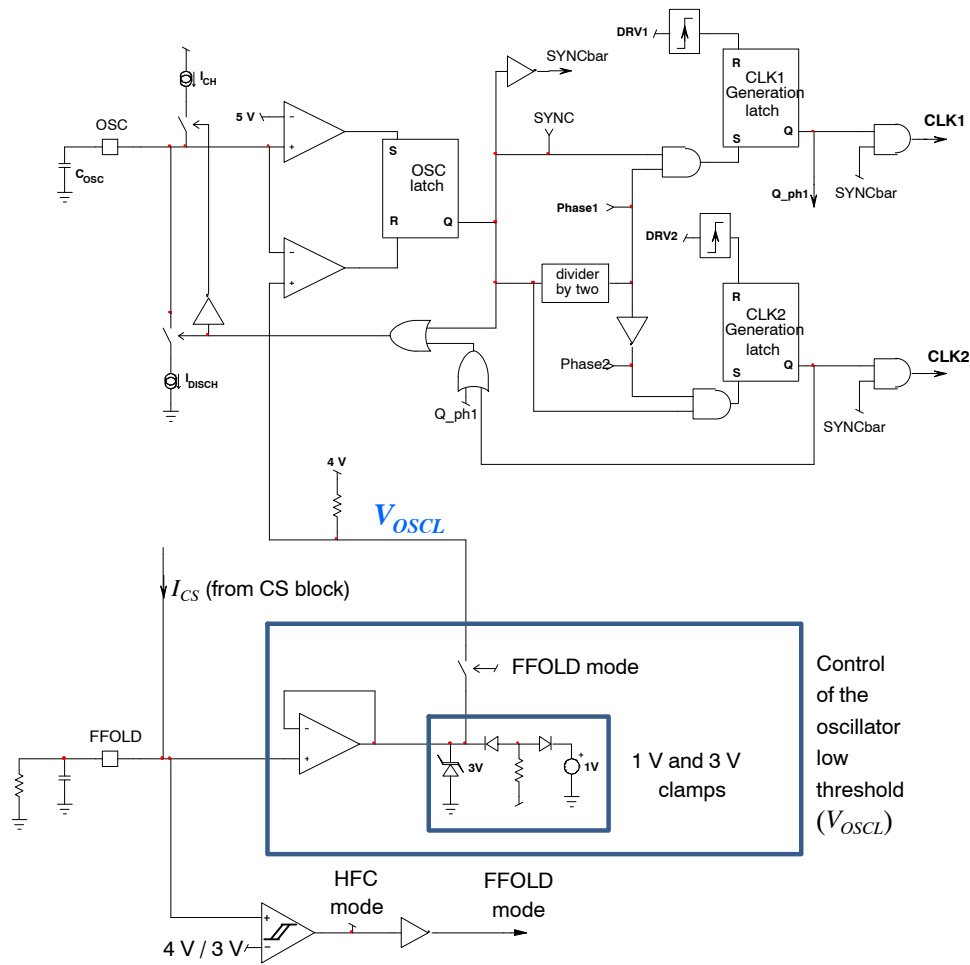 DRV1
SYNCbar
I_CH
R
CLK1
Generation
latch
S
Q
CLK1
SYNCbar
Q_ph1
OSC
C_OSC
5 V
−
+
S
OSC
latch
R
Q
SYNC
Phase1
−
+
DRV2
divider
by two
R
CLK2
Generation
latch
S
Q
CLK2
SYNCbar
Phase2
I_DISCH
Q_ph1
4 V
V_OSCL
I_CS (from CS block)
FFOLD mode
FFOLD
−
+
3V
+
1V
1 V and 3 V
clamps
Control
of the
oscillator
low
threshold
(V_OSCL)
HFC
mode
FFOLD
mode
+
4 V / 3 V
−